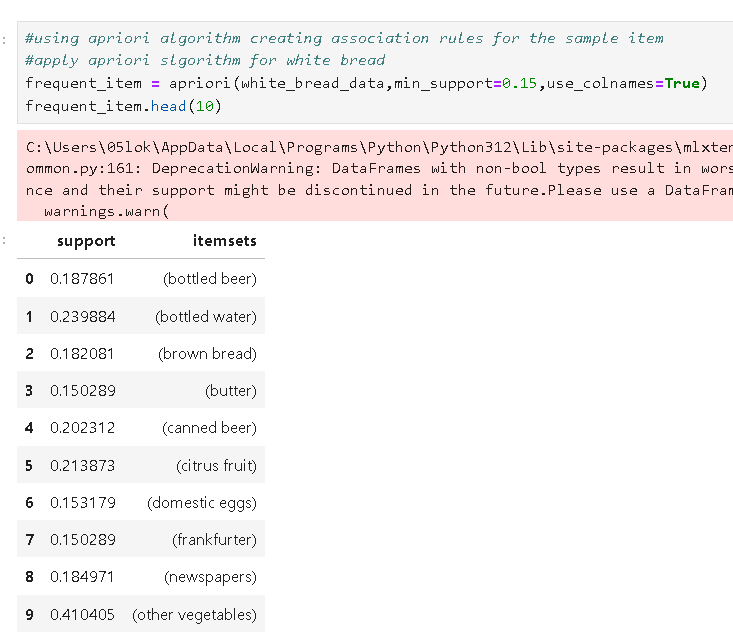 #using apriori algorithm creating association rules for the sample item
#apply apriori slgorithm for white bread
frequent_item = apriori(white_bread_data,min_support=0.15,use_colnames=True)
frequent_item.head(10)
C:\Users\05lok\AppData\Local\Programs\Python\Python312\Lib\site-packages\mlxten
ommon.py:161: DeprecationWarning: DataFrames with non-bool types result in wors
nce and their support might be discontinued in the future.Please use a DataFram
warnings.warn(
support itemsets
0 0.187861 (bottled beer)
1 0.239884 (bottled water)
2 0.182081 (brown bread)
3 0.150289 (butter)
4 0.202312 (canned beer)
5 0.213873 (citrus fruit)
6 0.153179 (domestic eggs)
7 0.150289 (frankfurter)
8 0.184971 (newspapers)
9 0.410405 (other vegetables)